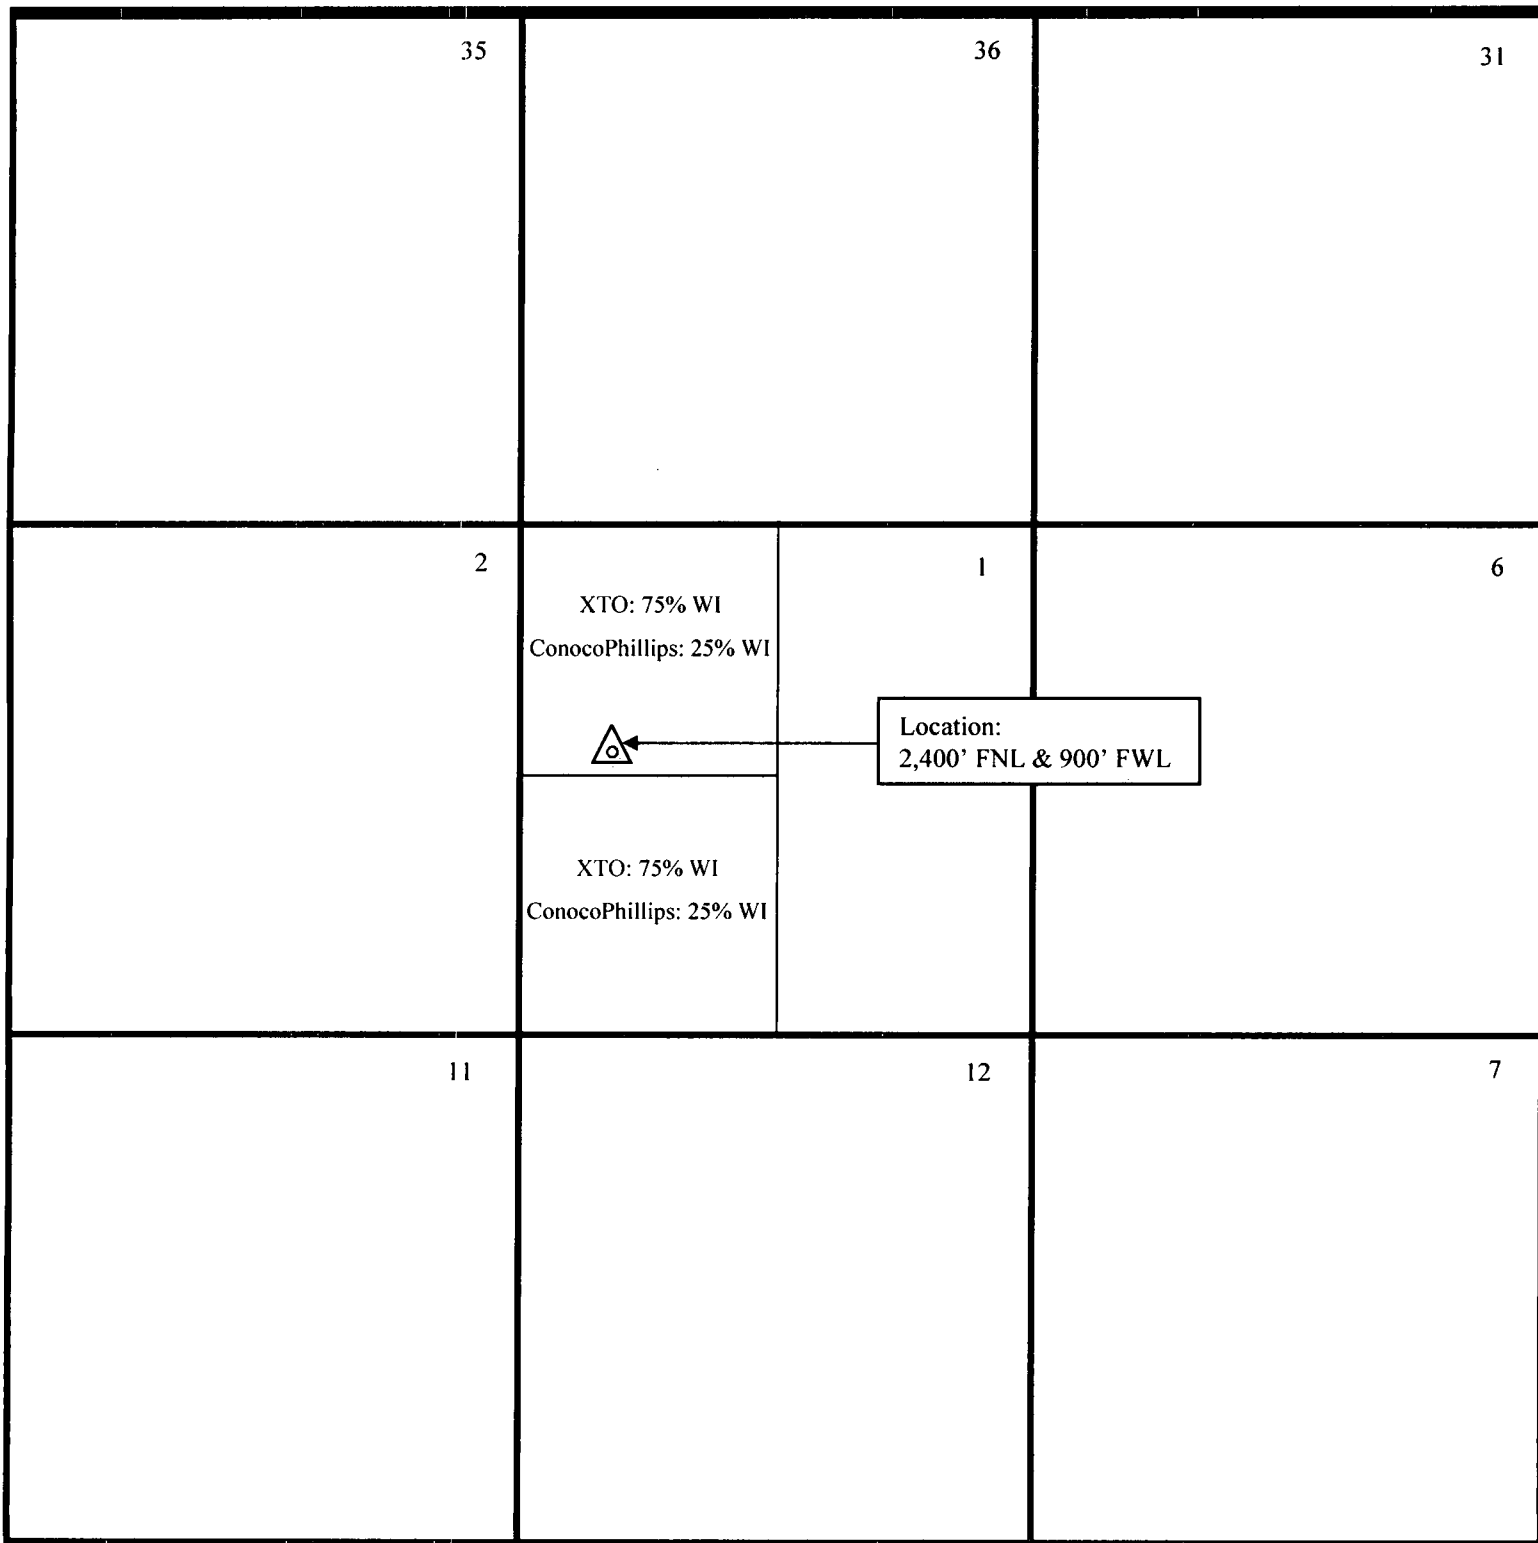 35
36
31
2
1
6
XTO: 75% WI
ConocoPhillips: 25% WI
Location:
2,400’ FNL & 900’ FWL
XTO: 75% WI
ConocoPhillips: 25% WI
11
12
7